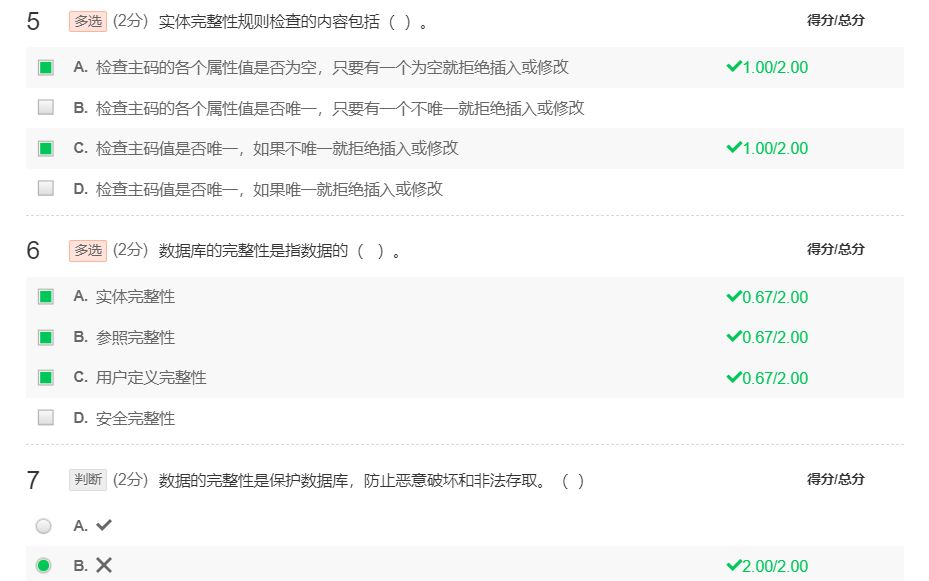 5 多选 (2分) 实体完整性规则检查的内容包括（ ）。 得分/总分
A. 检查主码的各个属性值是否为空，只要有一个为空就拒绝插入或修改 1.00/2.00
B. 检查主码的各个属性值是否唯一，只要有一个不唯一就拒绝插入或修改
C. 检查主码值是否唯一，如果不唯一就拒绝插入或修改 1.00/2.00
D. 检查主码值是否唯一，如果唯一就拒绝插入或修改
6 多选 (2分) 数据库的完整性是指数据的（ ）。 得分/总分
A. 实体完整性 0.67/2.00
B. 参照完整性 0.67/2.00
C. 用户定义完整性 0.67/2.00
D. 安全完整性
7 判断 (2分) 数据的完整性是保护数据库，防止恶意破坏和非法存取。（ ） 得分/总分
A.
B. 2.00/2.00